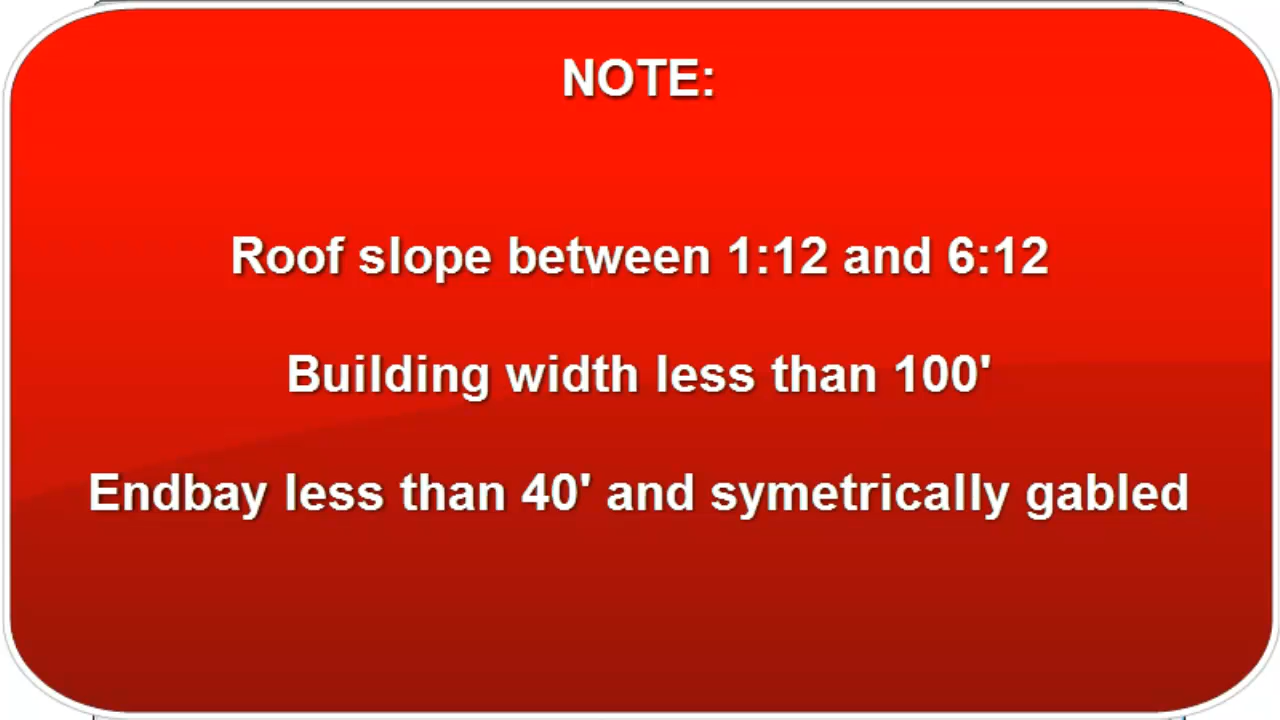 NOTE:
Roof slope between 1:12 and 6:12
Building width less than 100'
Endbay less than 40' and symetrically gabled